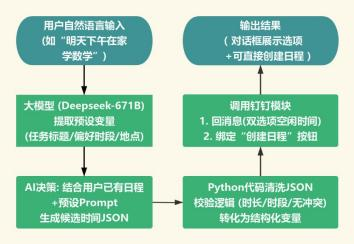 用户自然语言输入
(如“明天下午在家
学数学”)
大模型 (Deepseek-671B)
提取预设变量
(任务标题/偏好时段/地点)
AI决策: 结合用户已有日程
+预设Prompt
生成候选时间JSON
Python代码清洗JSON
校验逻辑 (时长/时段/无冲突)
转化为结构化变量
调用钉钉模块
1. 回消息(双选项空闲时间)
2. 绑定“创建日程”按钮
输出结果
(对话框展示选项
+可直接创建日程)